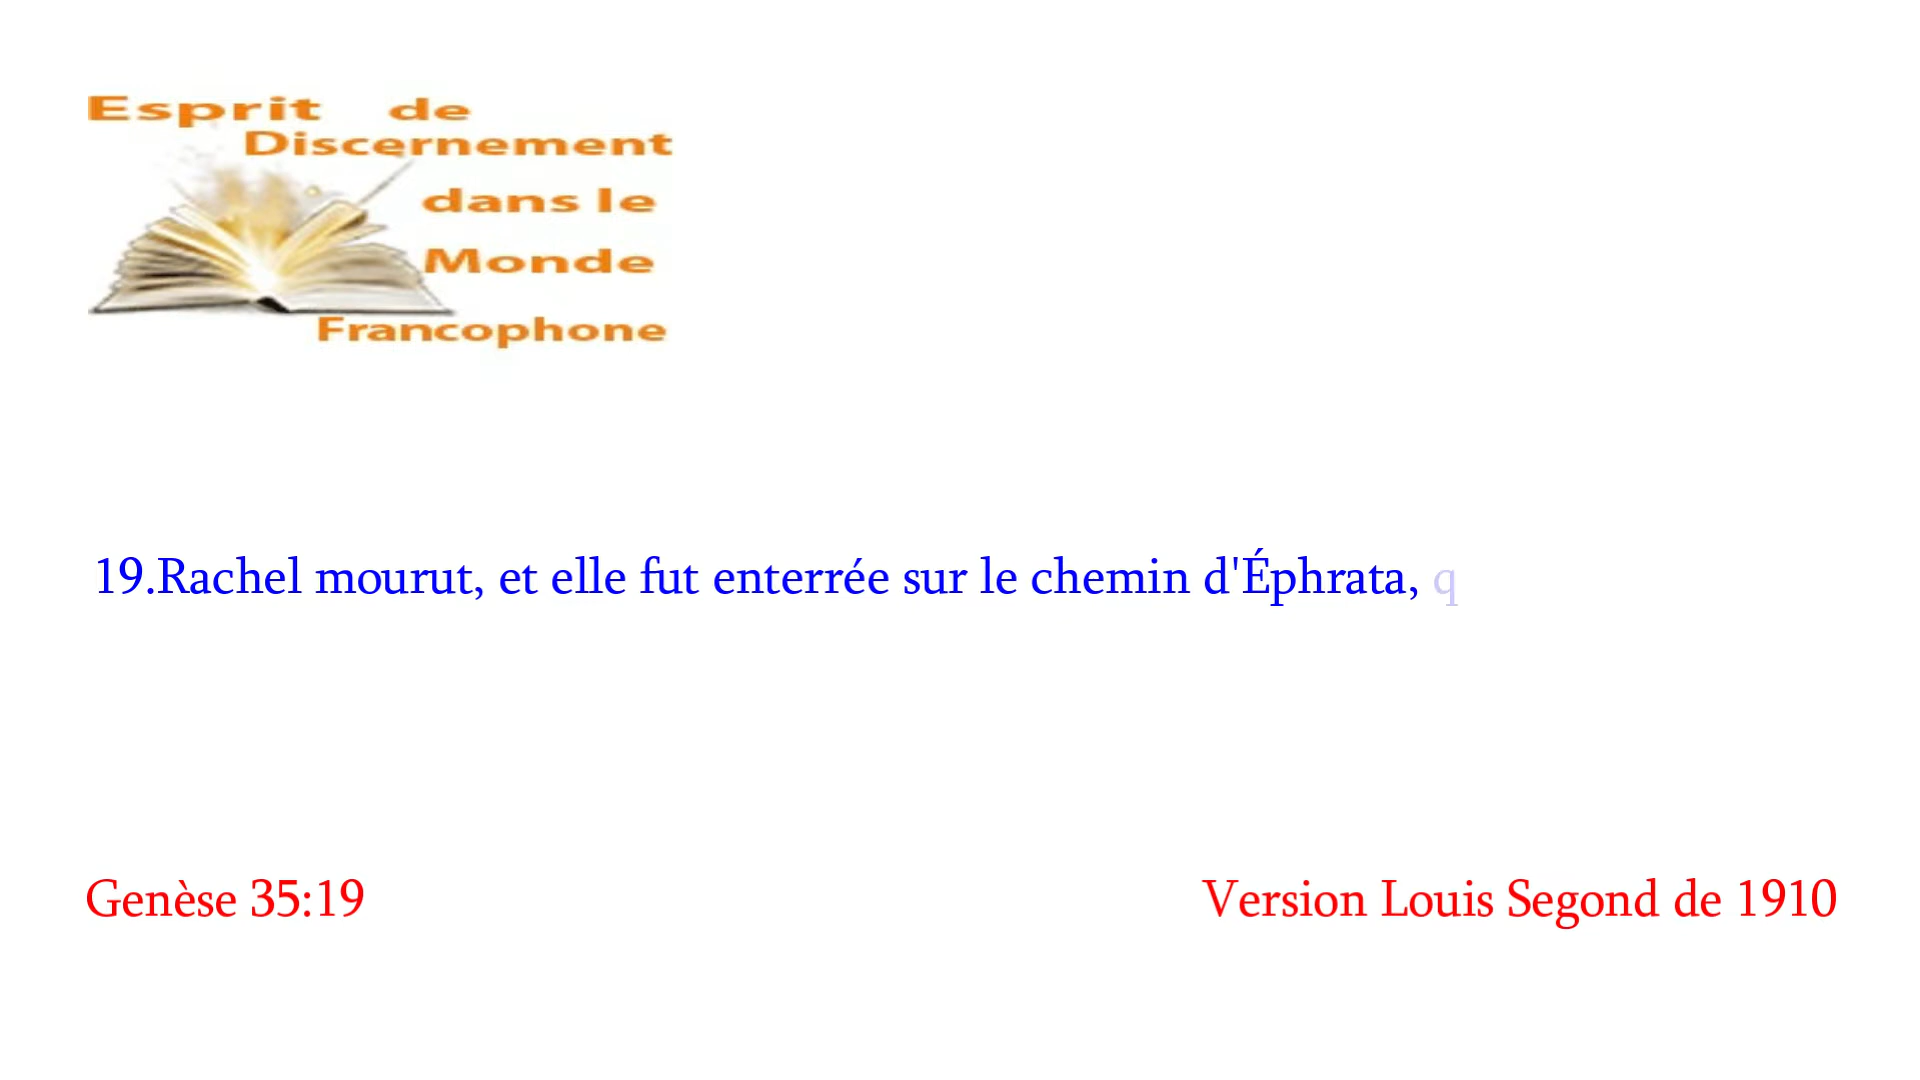 Esprit de
Discernement
dans le
Monde
Francophone
19.Rachel mourut, et elle fut enterrée sur le chemin d'Éphrata, q
Genèse 35:19
Version Louis Segond de 1910